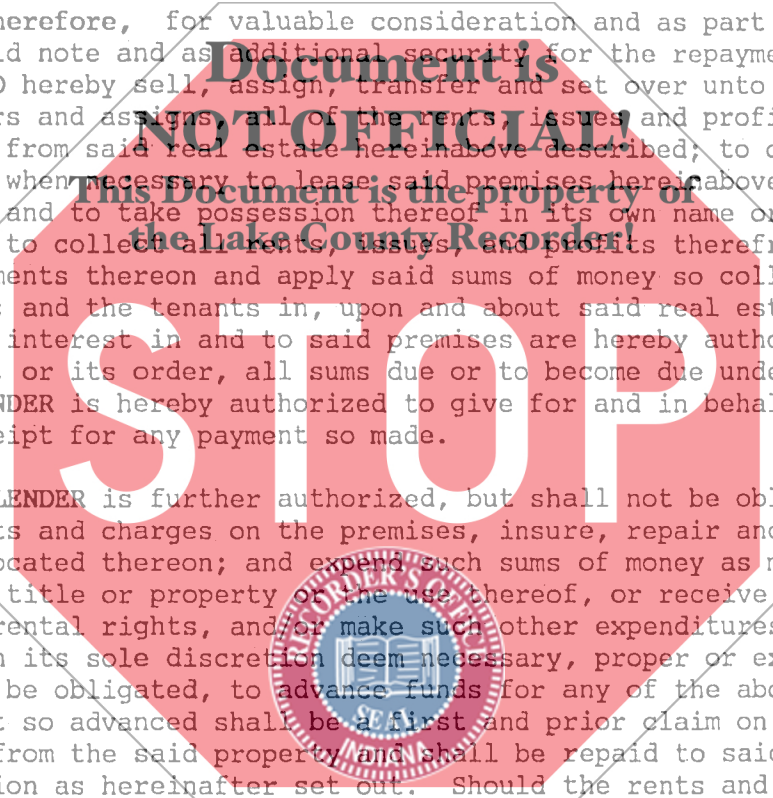 herefore, for valuable consideration and as part
d note and as additional security for the repayme
O hereby sell, assign, transfer and set over unto
rs and assigns, all of the rents, issues and profi
from said real estate hereinabove described; to c
when necessary to lease said premises hereinabove
and to take possession thereof in its own name or
to collect all rents, issues, and profits therefr
ments thereon and apply said sums of money so coll
s and the tenants in, upon and about said real est
interest in and to said premises are hereby autho
, or its order, all sums due or to become due unde
NDER is hereby authorized to give for and in behal
eipt for any payment so made.
LENDER is further authorized, but shall not be obl
ts and charges on the premises, insure, repair and
ocated thereon; and expend such sums of money as m
title or property or the use thereof, or receive
rental rights, and/or make such other expenditures
n its sole discretion deem necessary, proper or ex
be obligated, to advance funds for any of the abo
t so advanced shall be a first and prior claim on
from the said property and shall be repaid to said
ion as hereinafter set out. Should the rents and
Document is
NOT OFFICIAL!
This Document is the property of
the Lake County Recorder!
STOP
RECORDER'S OFFICE
SEAL
INDIANA